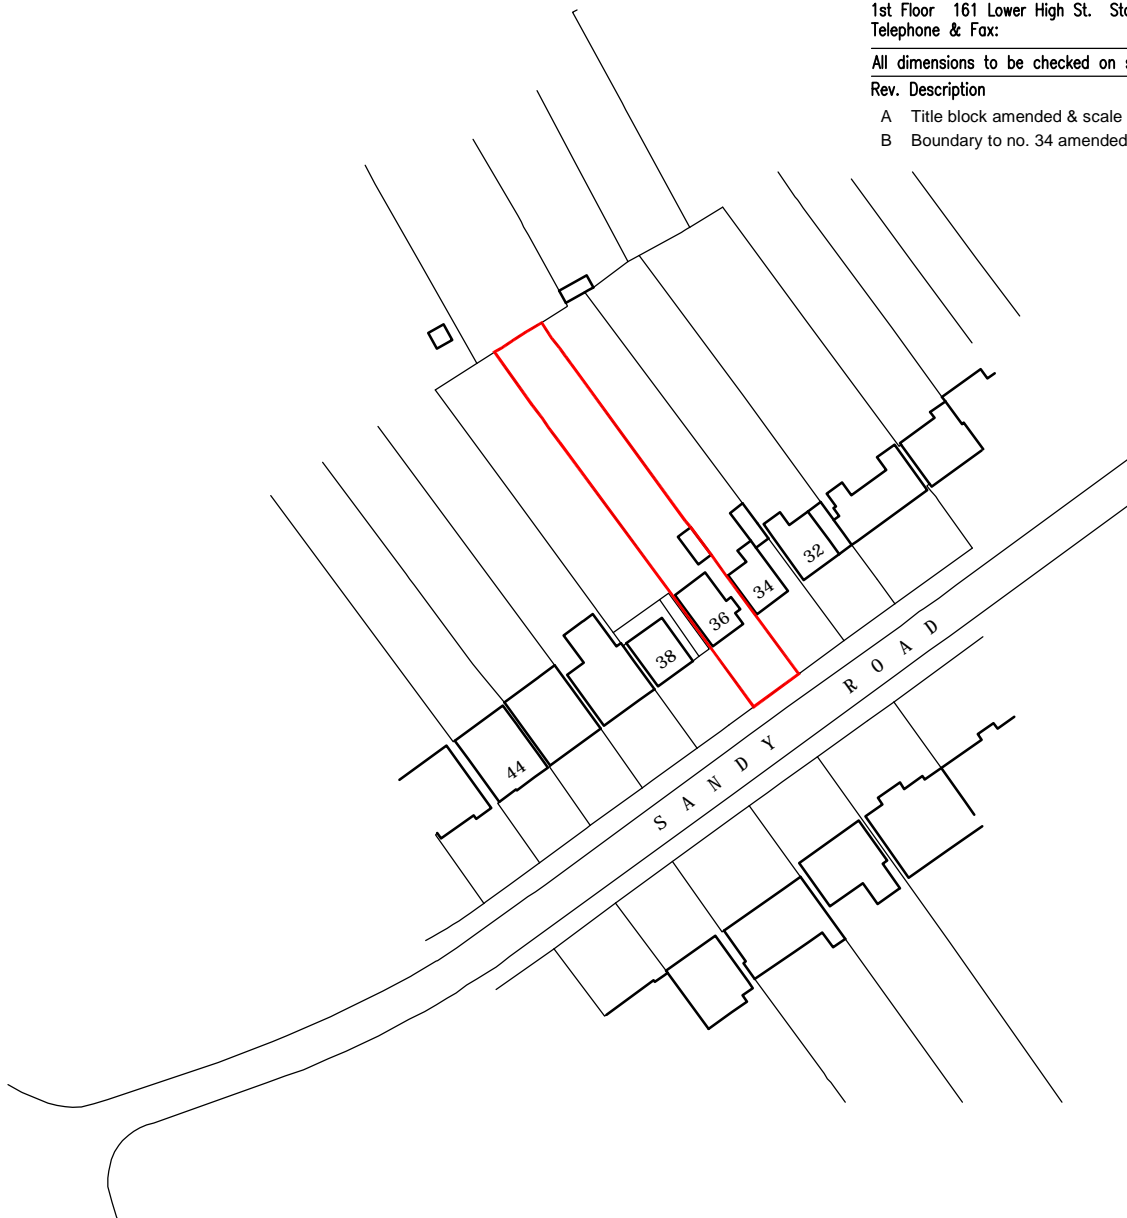 1st Floor 161 Lower High St.
Telephone & Fax:
All dimensions to be checked on
Rev. Description
A Title block amended & scale
B Boundary to no. 34 amended
32
34
36
38
44
SANDY ROAD